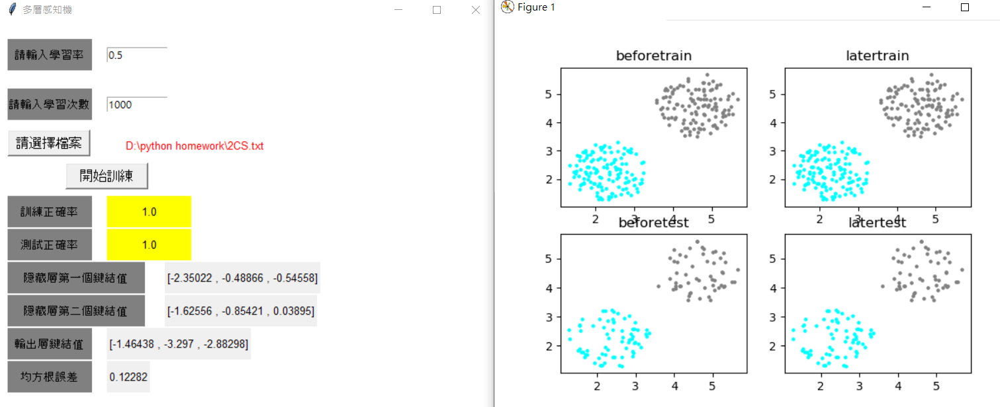 多層感知機
請輸入學習率
0.5
請輸入學習次數
1000
請選擇檔案
D:\python homework\2CS.txt
開始訓練
訓練正確率
1.0
測試正確率
1.0
隱藏層第一個鍵結值
[-2.35022 , -0.48866 , -0.54558]
隱藏層第二個鍵結值
[-1.62556 , -0.85421 , 0.03895]
輸出層鍵結值
[-1.46438 , -3.297 , -2.88298]
均方根誤差
0.12282
Figure 1
beforetrain
5
4
3
2
2 3 4 5
latertrain
5
4
3
2
2 3 4 5
beforetest
5
4
3
2
2 3 4 5
latertest
5
4
3
2
2 3 4 5